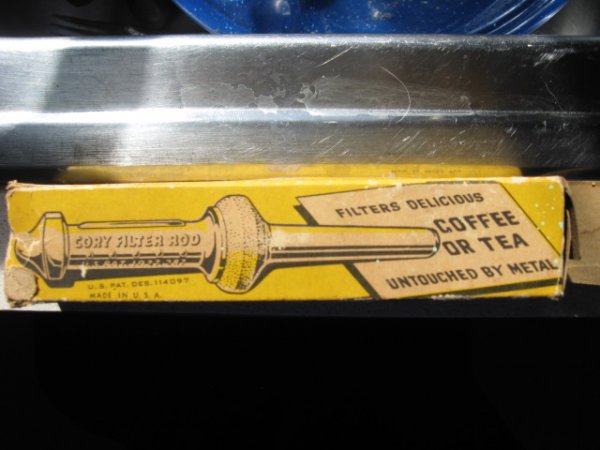 CORY FILTER ROD
U.S. PAT. DES. 114097
MADE IN U.S.A.
FILTERS DELICIOUS
COFFEE
OR TEA
UNTOUCHED BY METAL